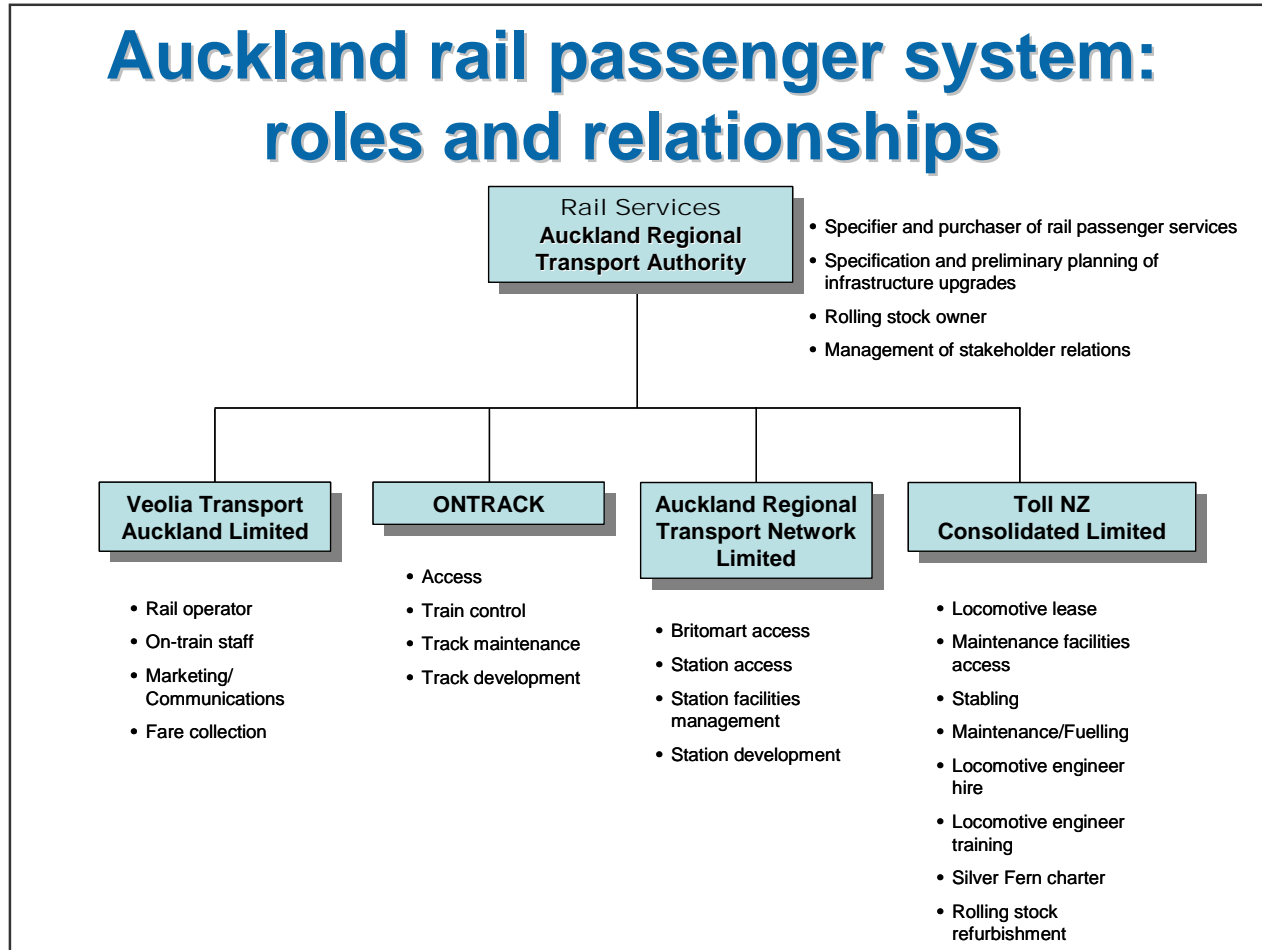 Auckland rail passenger system:
roles and relationships
Rail Services
Auckland Regional
Transport Authority
• Specifier and purchaser of rail passenger services
• Specification and preliminary planning of
infrastructure upgrades
• Rolling stock owner
• Management of stakeholder relations
Veolia Transport
Auckland Limited
• Rail operator
• On-train staff
• Marketing/
Communications
• Fare collection
ONTRACK
• Access
• Train control
• Track maintenance
• Track development
Auckland Regional
Transport Network
Limited
• Britomart access
• Station access
• Station facilities
management
• Station development
Toll NZ
Consolidated Limited
• Locomotive lease
• Maintenance facilities
access
• Stabling
• Maintenance/Fuelling
• Locomotive engineer
hire
• Locomotive engineer
training
• Silver Fern charter
• Rolling stock
refurbishment